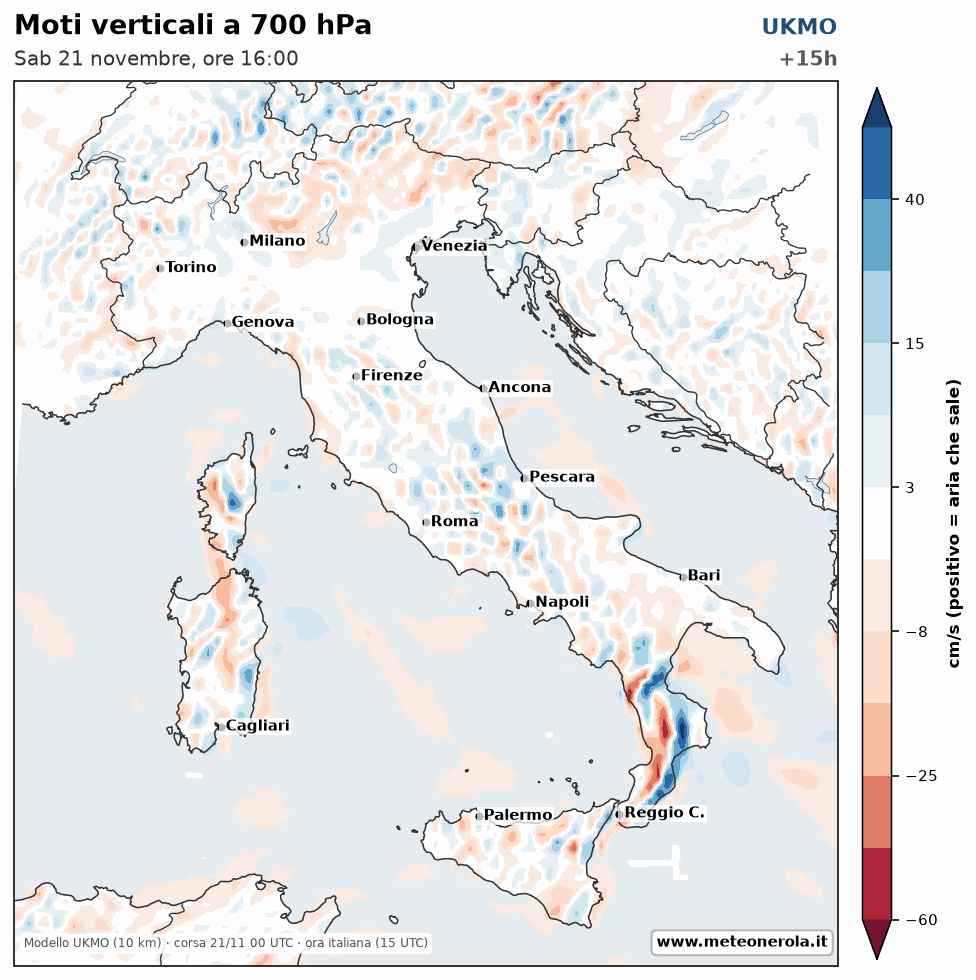 Moti verticali a 700 hPa
UKMO
Sab 21 novembre, ore 16:00
+15h
Milano
Venezia
Torino
Genova
Bologna
Firenze
Ancona
Pescara
Roma
Bari
Napoli
Cagliari
Palermo
Reggio C.
40
15
3
−8
−25
−60
cm/s (positivo = aria che sale)
Modello UKMO (10 km) · corsa 21/11 00 UTC · ora italiana (15 UTC)
www.meteonerola.it